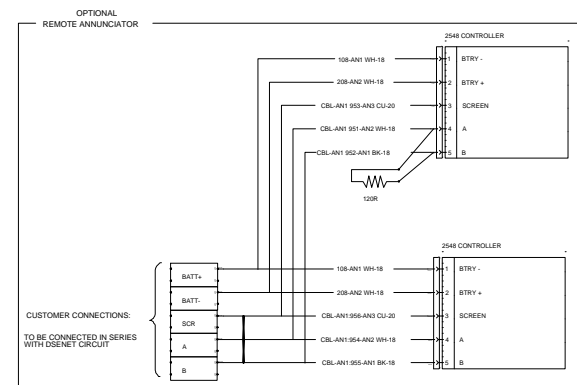 OPTIONAL
REMOTE ANNUNCIATOR
2548 CONTROLLER
108-AN1 WH-18
1 BTRY -
208-AN2 WH-18
2 BTRY +
CBL-AN1 953-AN3 CU-20
3 SCREEN
CBL-AN1 951-AN2 WH-18
4 A
CBL-AN1 952-AN1 BK-18
5 B
120R
2548 CONTROLLER
BATT+
108-AN1 WH-18
1 BTRY -
BATT-
208-AN2 WH-18
2 BTRY +
CUSTOMER CONNECTIONS:
SCR
CBL-AN1:956-AN3 CU-20
3 SCREEN
TO BE CONNECTED IN SERIES
WITH DSENET CIRCUIT
A
CBL-AN1:954-AN2 WH-18
4 A
B
CBL-AN1:955-AN1 BK-18
5 B